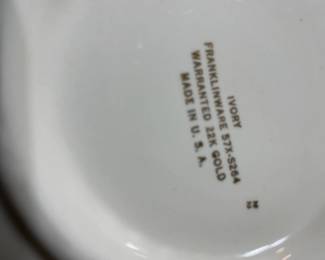 IVORY
FRANKLINWARE 57X-S264
WARRANTED 22K GOLD
MADE IN U. S. A.